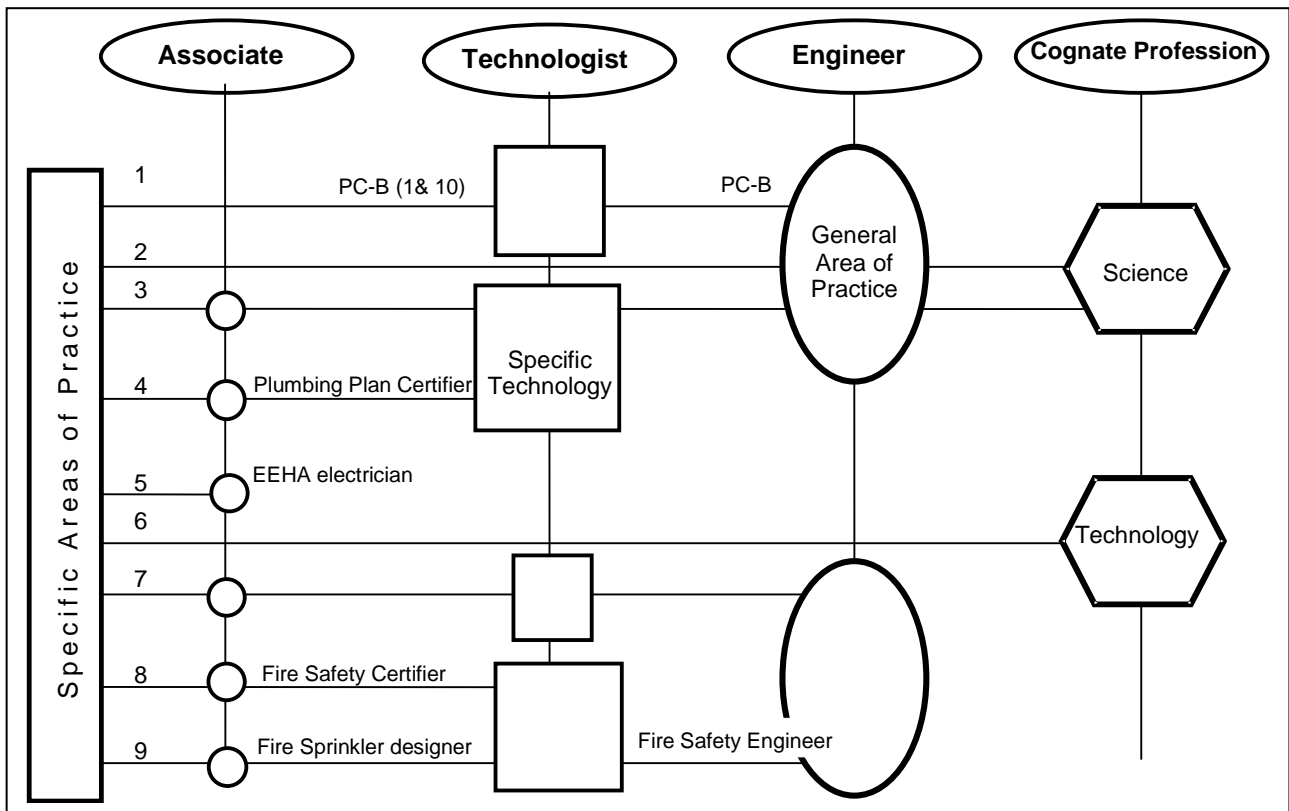 Associate
Technologist
Engineer
Cognate Profession
Specific Areas of Practice
1
PC-B (1& 10)
PC-B
2
General
Area of
Practice
Science
3
4
Plumbing Plan Certifier
Specific
Technology
5
EEHA electrician
6
Technology
7
8
Fire Safety Certifier
9
Fire Sprinkler designer
Fire Safety Engineer